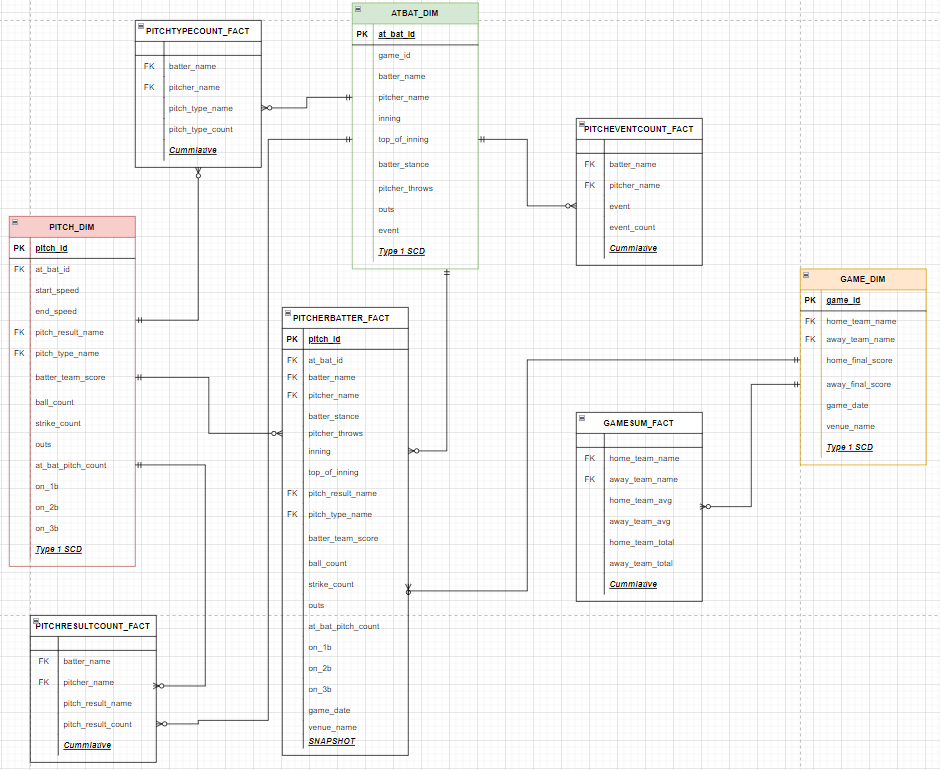 PITCHTYPECOUNT_FACT
FK batter_name
FK pitcher_name
pitch_type_name
pitch_type_count
Cummlative
ATBAT_DIM
PK at_bat_id
game_id
batter_name
pitcher_name
inning
top_of_inning
batter_stance
pitcher_throws
outs
event
Type 1 SCD
PITCHEVENTCOUNT_FACT
FK batter_name
FK pitcher_name
event
event_count
Cummlative
PITCH_DIM
PK pitch_id
FK at_bat_id
start_speed
end_speed
FK pitch_result_name
FK pitch_type_name
batter_team_score
ball_count
strike_count
outs
at_bat_pitch_count
on_1b
on_2b
on_3b
Type 1 SCD
PITCHERBATTER_FACT
PK pitch_id
FK at_bat_id
FK batter_name
FK pitcher_name
batter_stance
pitcher_throws
inning
top_of_inning
FK pitch_result_name
FK pitch_type_name
batter_team_score
ball_count
strike_count
outs
at_bat_pitch_count
on_1b
on_2b
on_3b
game_date
venue_name
SNAPSHOT
GAME_DIM
PK game_id
FK home_team_name
FK away_team_name
home_final_score
away_final_score
game_date
venue_name
Type 1 SCD
GAMESUM_FACT
FK home_team_name
FK away_team_name
home_team_avg
away_team_avg
home_team_total
away_team_total
Cummlative
PITCHRESULTCOUNT_FACT
FK batter_name
FK pitcher_name
pitch_result_name
pitch_result_count
Cummlative